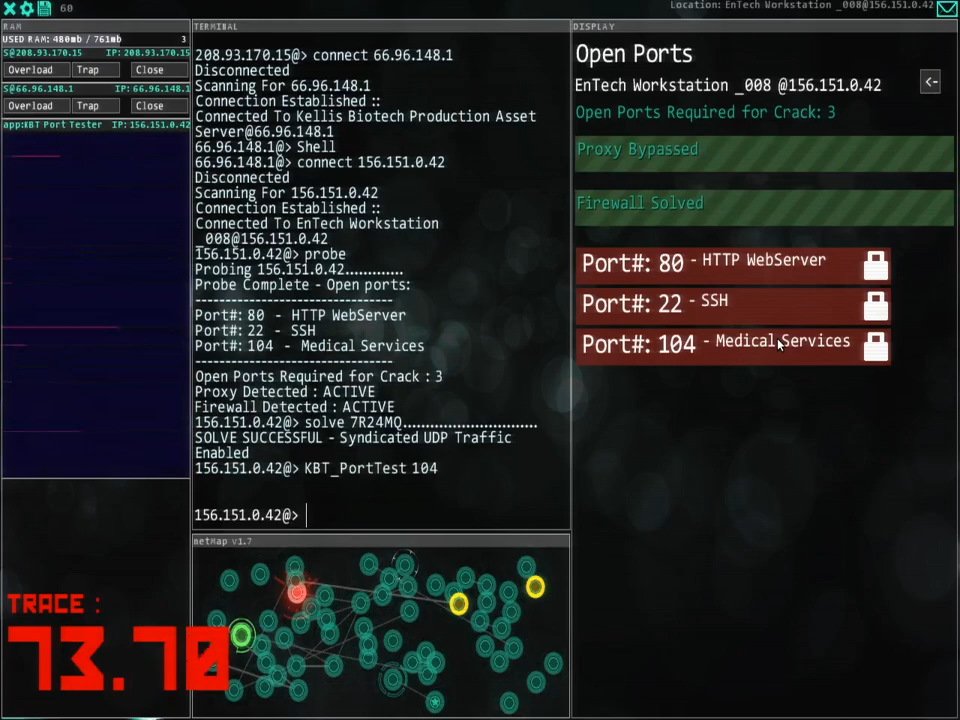 60
Location: EnTech Workstation _008@156.151.0.42
RAM
USED RAM: 480mb / 761mb 3
S@208.93.170.15 IP: 208.93.170.15
Overload Trap Close
S@66.96.148.1 IP: 66.96.148.1
Overload Trap Close
app:KBT Port Tester IP: 156.151.0.42
TERMINAL
208.93.170.15@> connect 66.96.148.1
Disconnected
Scanning For 66.96.148.1
Connection Established ::
Connected To Kellis Biotech Production Asset
Server@66.96.148.1
66.96.148.1@> Shell
66.96.148.1@> connect 156.151.0.42
Disconnected
Scanning For 156.151.0.42
Connection Established ::
Connected To EnTech Workstation
_008@156.151.0.42
156.151.0.42@> probe
Probing 156.151.0.42.............
Probe Complete - Open ports:
---------------------------------
Port#: 80 - HTTP WebServer
Port#: 22 - SSH
Port#: 104 - Medical Services
---------------------------------
Open Ports Required for Crack : 3
Proxy Detected : ACTIVE
Firewall Detected : ACTIVE
156.151.0.42@> solve 7R24MQ..............................
SOLVE SUCCESSFUL - Syndicated UDP Traffic
Enabled
156.151.0.42@> KBT_PortTest 104
156.151.0.42@>
netMap v1.7
TRACE :
73.70
DISPLAY
Open Ports
EnTech Workstation _008 @156.151.0.42
<-
Open Ports Required for Crack: 3
Proxy Bypassed
Firewall Solved
Port#: 80 - HTTP WebServer
Port#: 22 - SSH
Port#: 104 - Medical Services